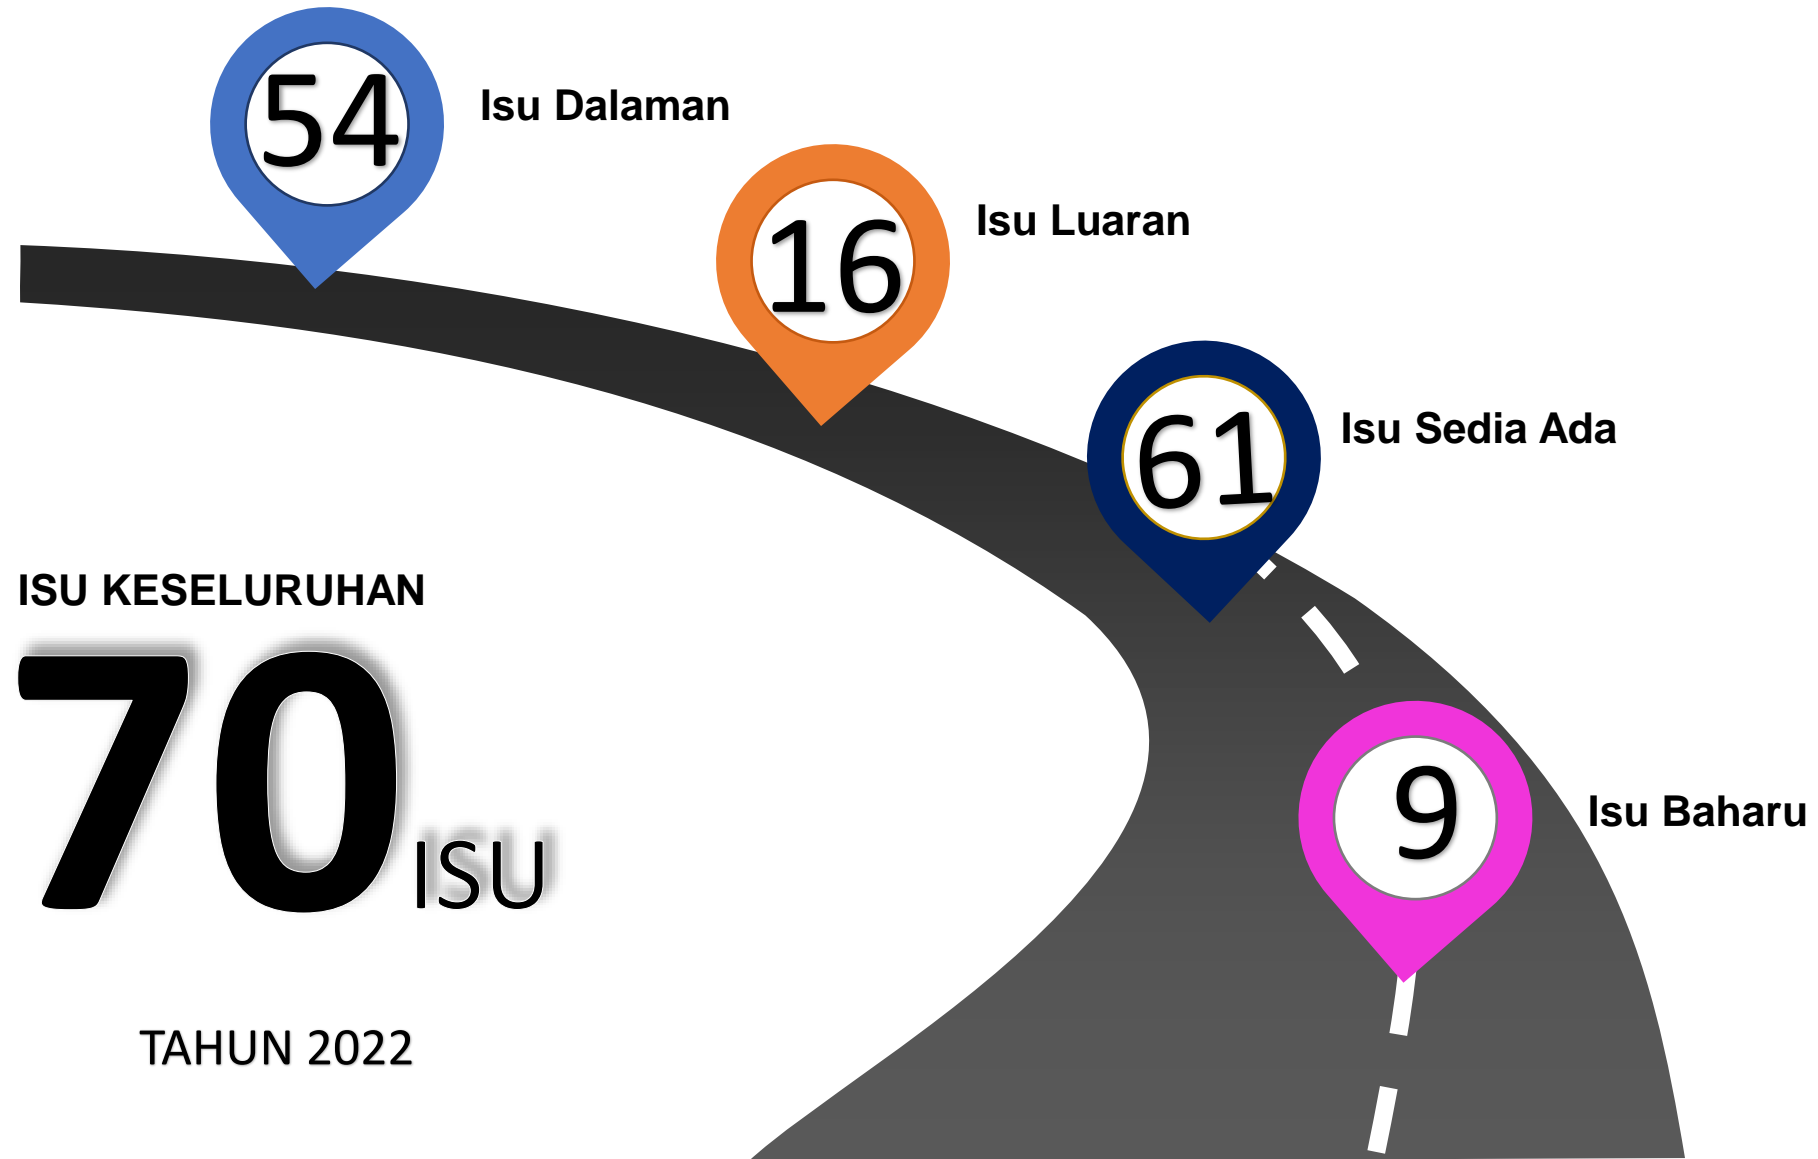 54
Isu Dalaman
16
Isu Luaran
61
Isu Sedia Ada
ISU KESELURUHAN
70 ISU
9
Isu Baharu
TAHUN 2022